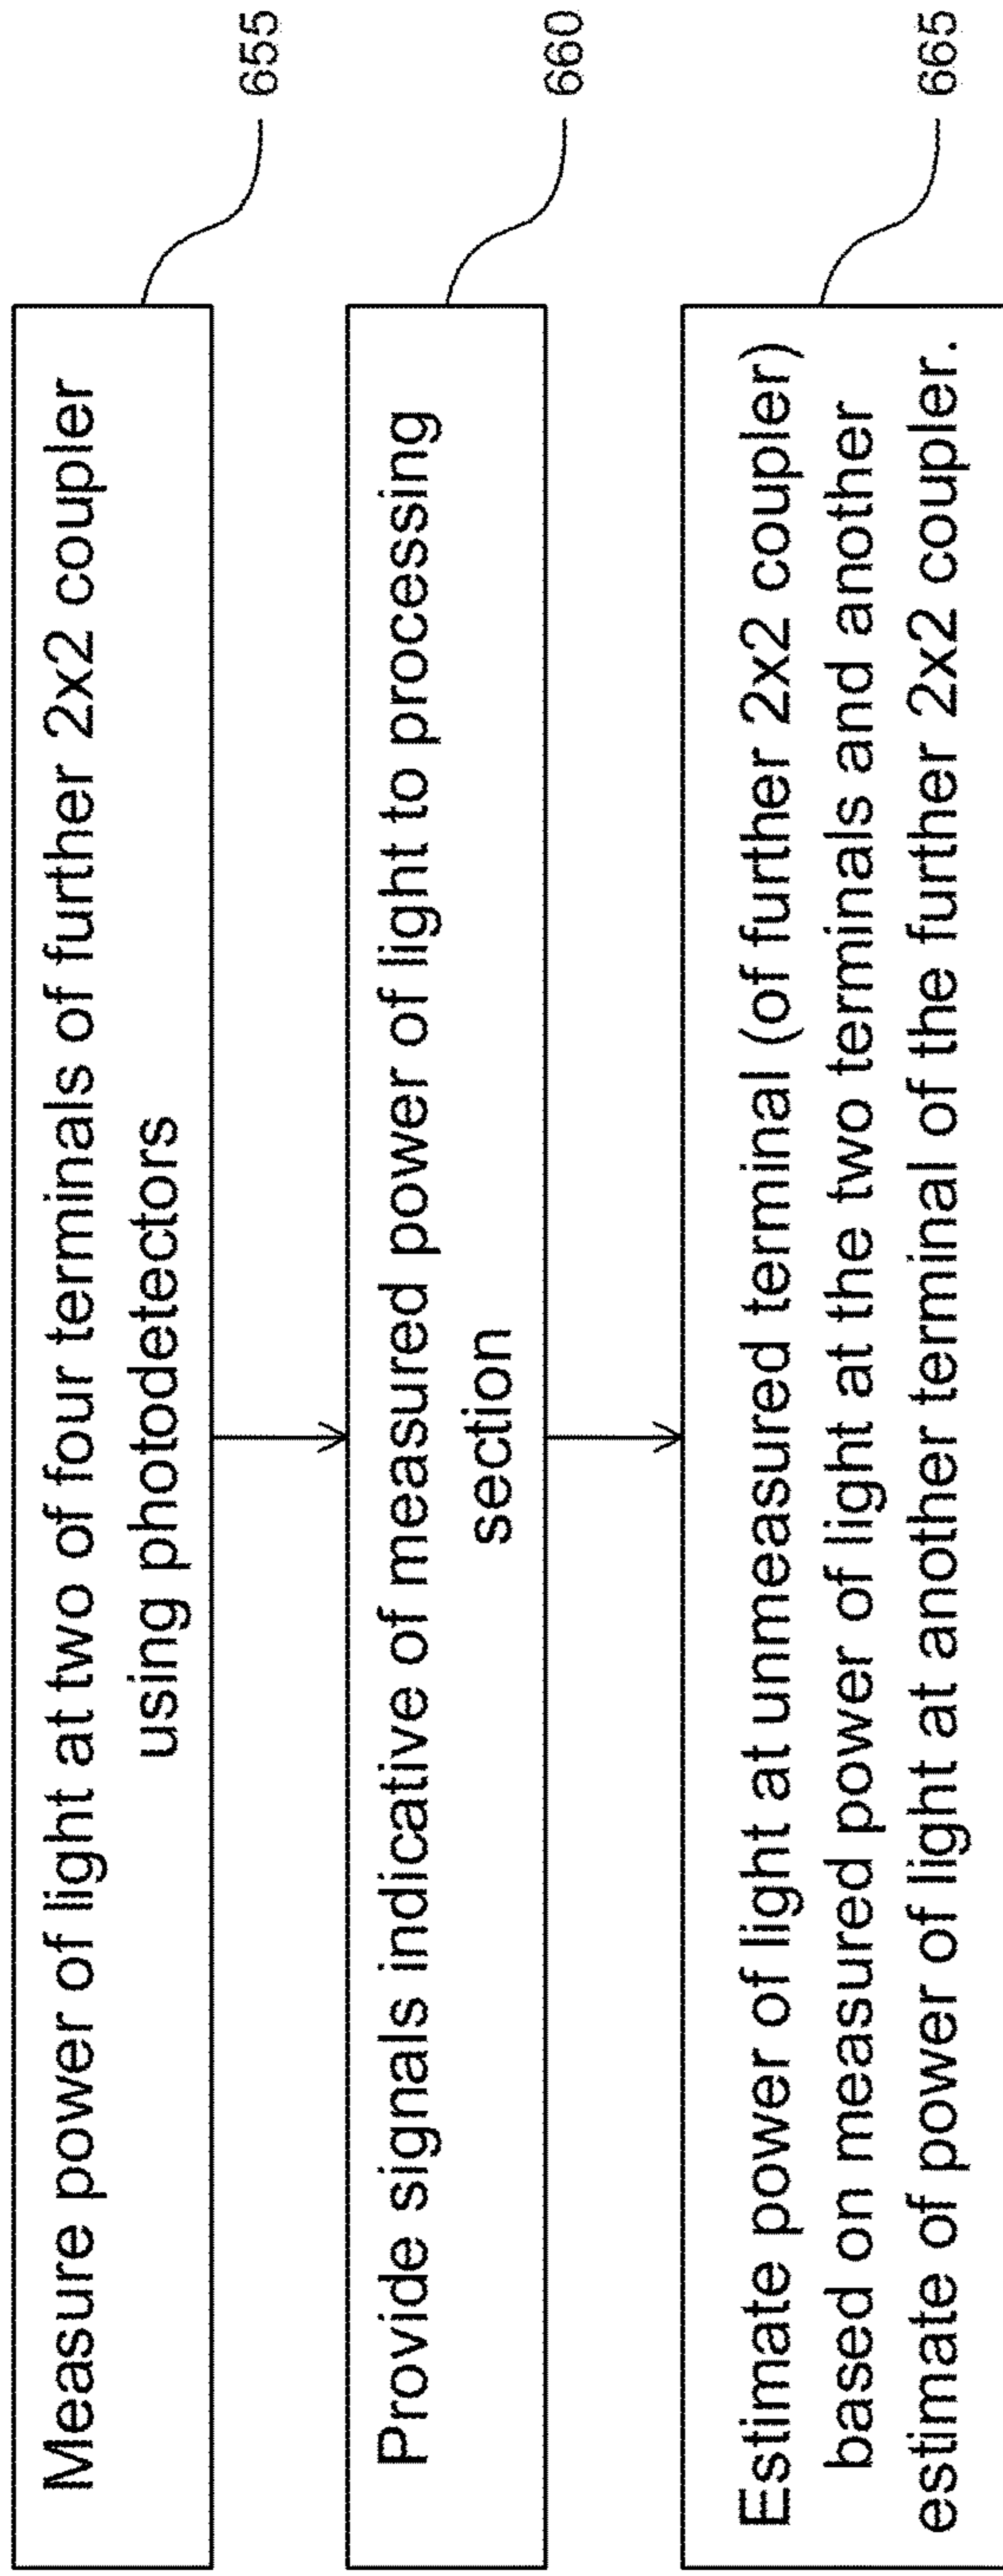 Measure power of light at two of four terminals of further 2x2 coupler
using photodetectors
655
Provide signals indicative of measured power of light to processing
section
660
Estimate power of light at unmeasured terminal (of further 2x2 coupler)
based on measured power of light at the two terminals and another
estimate of power of light at another terminal of the further 2x2 coupler.
665